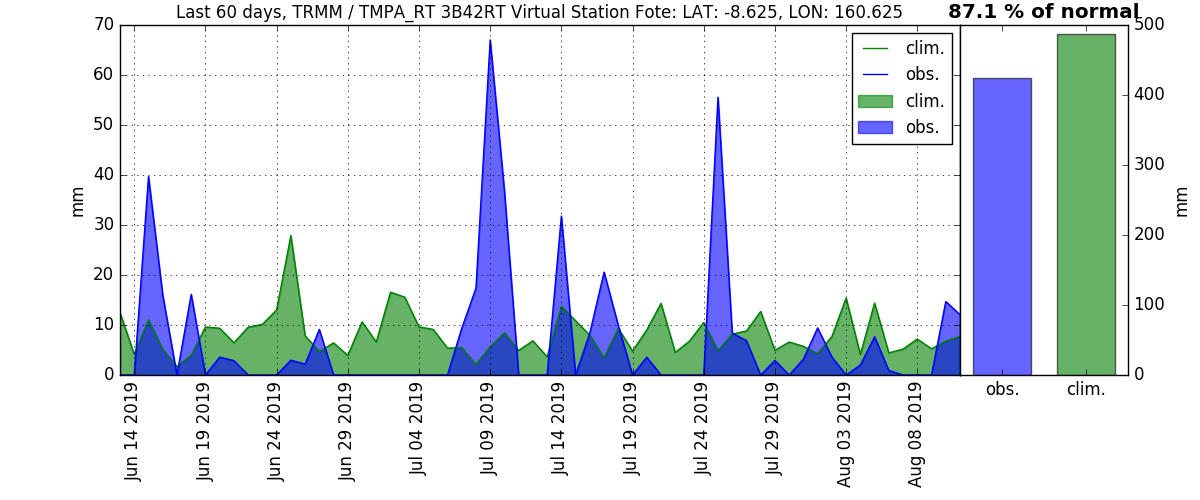 Last 60 days, TRMM / TMPA_RT 3B42RT Virtual Station Fote: LAT: -8.625, LON: 160.625
87.1 % of normal
70
60
50
40
30
20
10
0
mm
clim.
obs.
clim.
obs.
500
400
300
200
100
0
mm
Jun 14 2019
Jun 19 2019
Jun 24 2019
Jun 29 2019
Jul 04 2019
Jul 09 2019
Jul 14 2019
Jul 19 2019
Jul 24 2019
Jul 29 2019
Aug 03 2019
Aug 08 2019
obs.
clim.